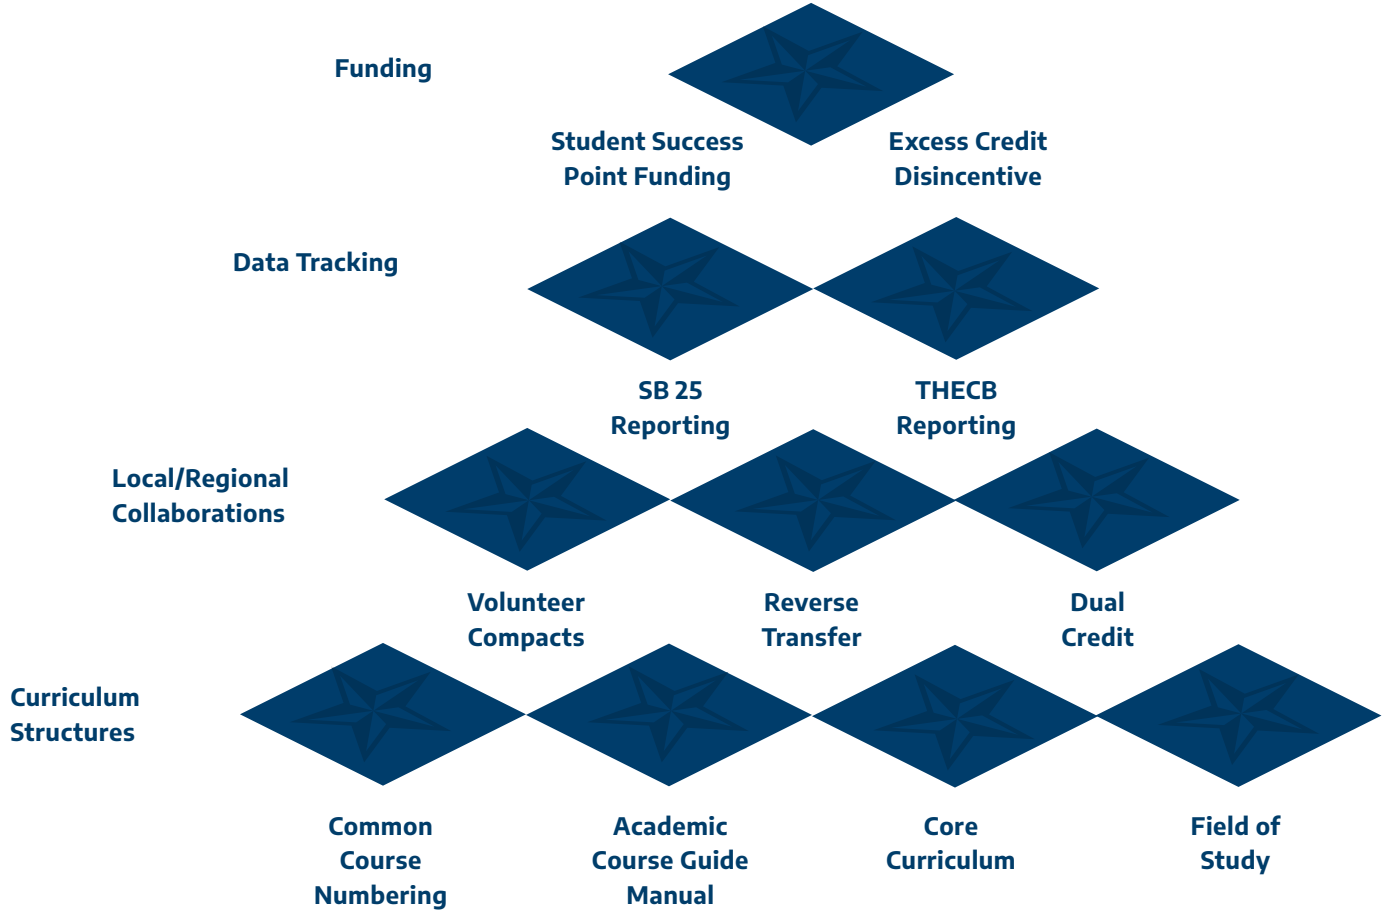 Funding
Student Success
Point Funding
Excess Credit
Disincentive
Data Tracking
SB 25
Reporting
THECB
Reporting
Local/Regional
Collaborations
Volunteer
Compacts
Reverse
Transfer
Dual
Credit
Curriculum
Structures
Common
Course
Numbering
Academic
Course Guide
Manual
Core
Curriculum
Field of
Study